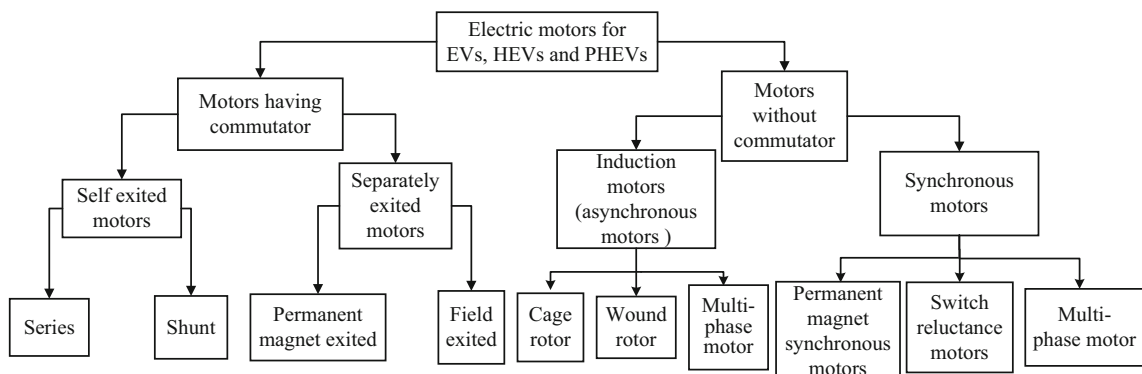 Electric motors for
EVs, HEVs and PHEVs
Motors having
commutator
Motors
without
commutator
Self exited
motors
Separately
exited
motors
Induction
motors
(asynchronous
motors )
Synchronous
motors
Series
Shunt
Permanent
magnet exited
Field
exited
Cage
rotor
Wound
rotor
Multi-
phase motor
Permanent
magnet
synchronous
motors
Switch
reluctance
motors
Multi-
phase motor